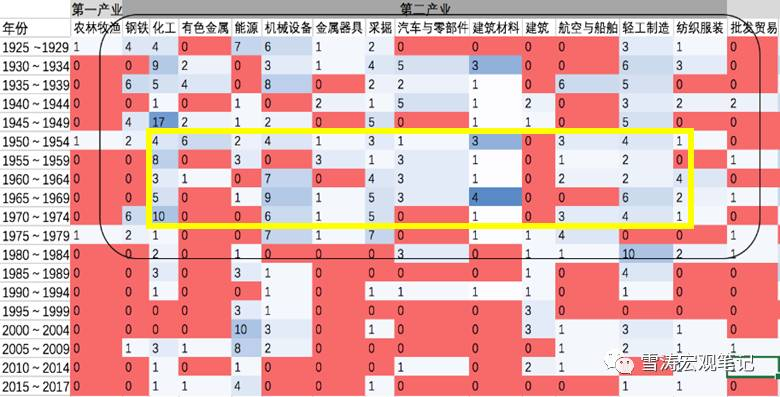 第一产业 第二产业
年份 农林牧渔 钢铁 化工 有色金属 能源 机械设备 金属器具 采掘 汽车与零部件 建筑材料 建筑 航空与船舶 轻工制造 纺织服装 批发贸易
1925～1929 1 4 4 0 7 6 1 2 0 0 0 0 3 1 0
1930～1934 0 0 9 2 0 3 1 4 5 3 0 0 6 3 0
1935～1939 0 6 5 4 0 8 0 2 2 1 0 6 5 0 0
1940～1944 0 0 1 0 0 1 2 1 5 1 2 0 3 2 2
1945～1949 0 4 17 2 1 2 0 5 0 1 1 0 5 0 0
1950～1954 1 2 4 6 2 4 1 3 1 3 0 3 4 1 0
1955～1959 0 0 8 0 3 0 3 1 3 1 0 1 2 0 1
1960～1964 0 0 3 1 0 7 0 4 3 1 0 2 2 4 0
1965～1969 0 0 5 0 1 9 1 5 3 4 0 0 6 2 0
1970～1974 0 6 10 0 0 6 1 5 0 1 0 3 4 1 0
1975～1979 1 2 1 0 0 7 1 7 0 1 1 4 0 0 1
1980～1984 0 0 2 0 1 0 0 0 3 0 1 1 10 2 1
1985～1989 0 0 3 0 3 1 0 0 0 0 1 0 4 0 0
1990～1994 0 0 1 0 0 1 0 1 1 1 1 0 1 0 0
1995～1999 0 0 0 0 3 1 0 0 0 0 3 0 0 0 0
2000～2004 0 0 0 0 10 3 0 1 0 0 3 1 3 1 0
2005～2009 0 1 3 1 8 2 0 0 0 0 0 1 2 1 1
2010～2014 0 0 0 0 0 0 0 0 1 0 2 1 0 0
2015～2017 0 0 1 1 4 0 0 1 0 0 0 0 1 1 0
雪涛宏观笔记